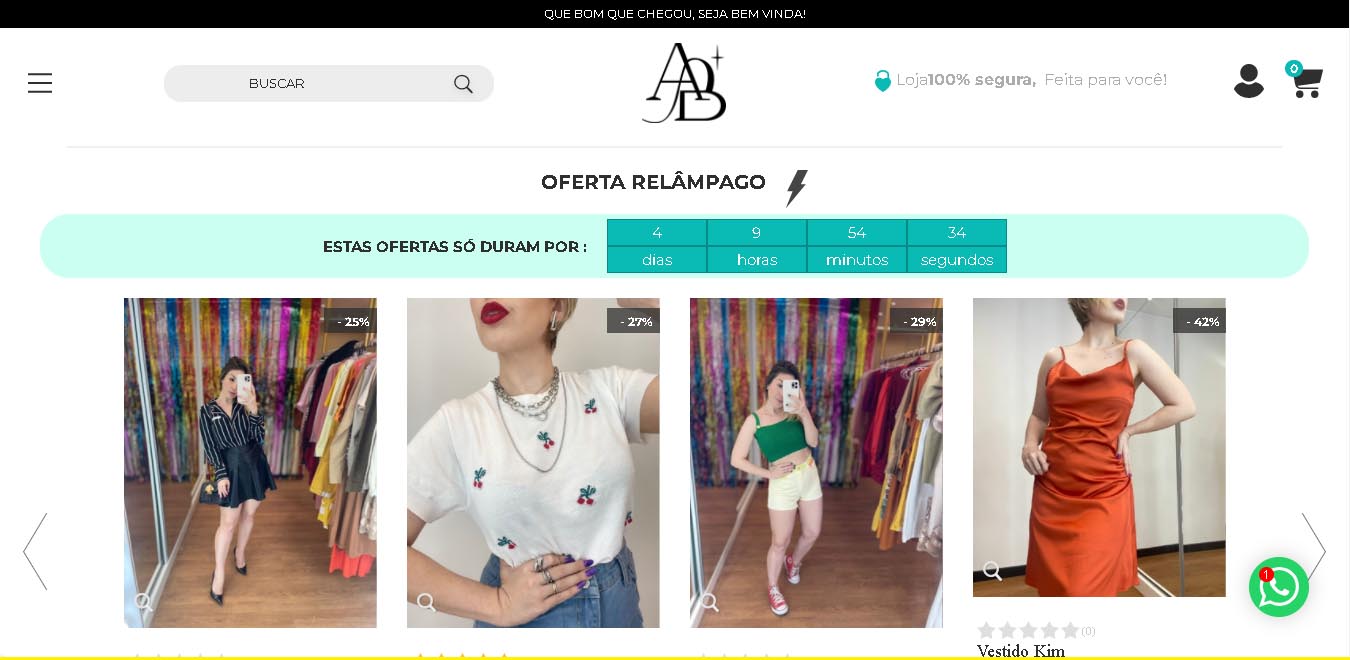 QUE BOM QUE CHEGOU, SEJA BEM VINDA!
BUSCAR
ADB
Loja100% segura, Feita para você!
0
OFERTA RELÂMPAGO
ESTAS OFERTAS SÓ DURAM POR :
4 9 54 34
dias horas minutos segundos
- 25%
- 27%
- 29%
- 42%
1
(0)
Vestido Kim